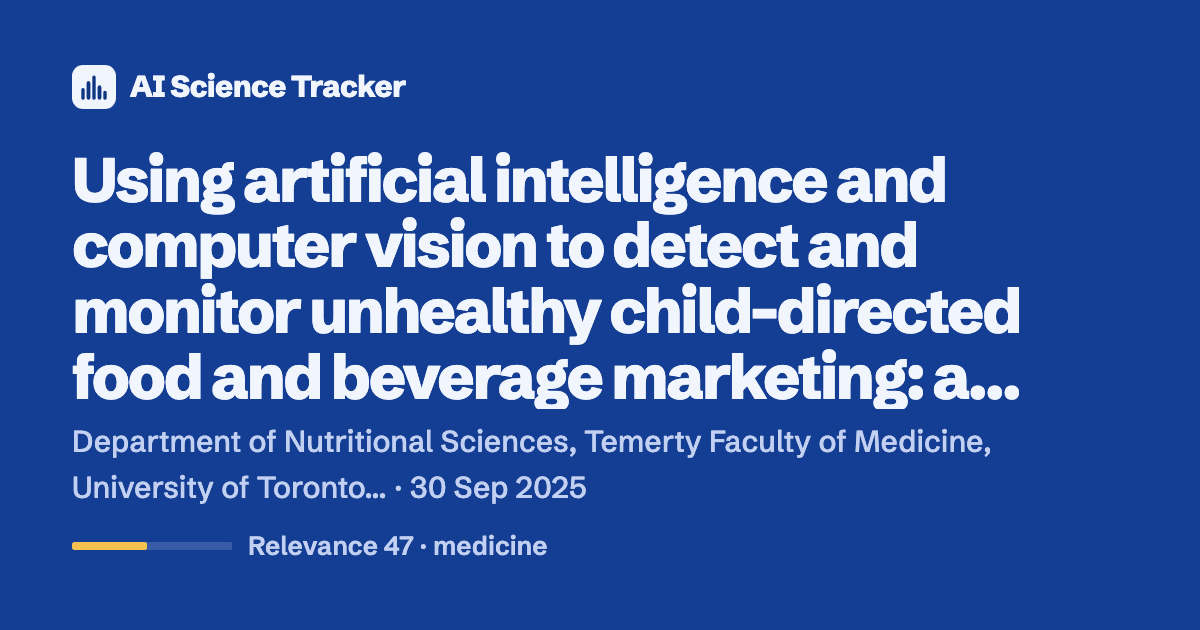 AI Science Tracker
Using artificial intelligence and
computer vision to detect and
monitor unhealthy child-directed
food and beverage marketing: a...
Department of Nutritional Sciences, Temerty Faculty of Medicine,
University of Toronto... · 30 Sep 2025
Relevance 47 · medicine